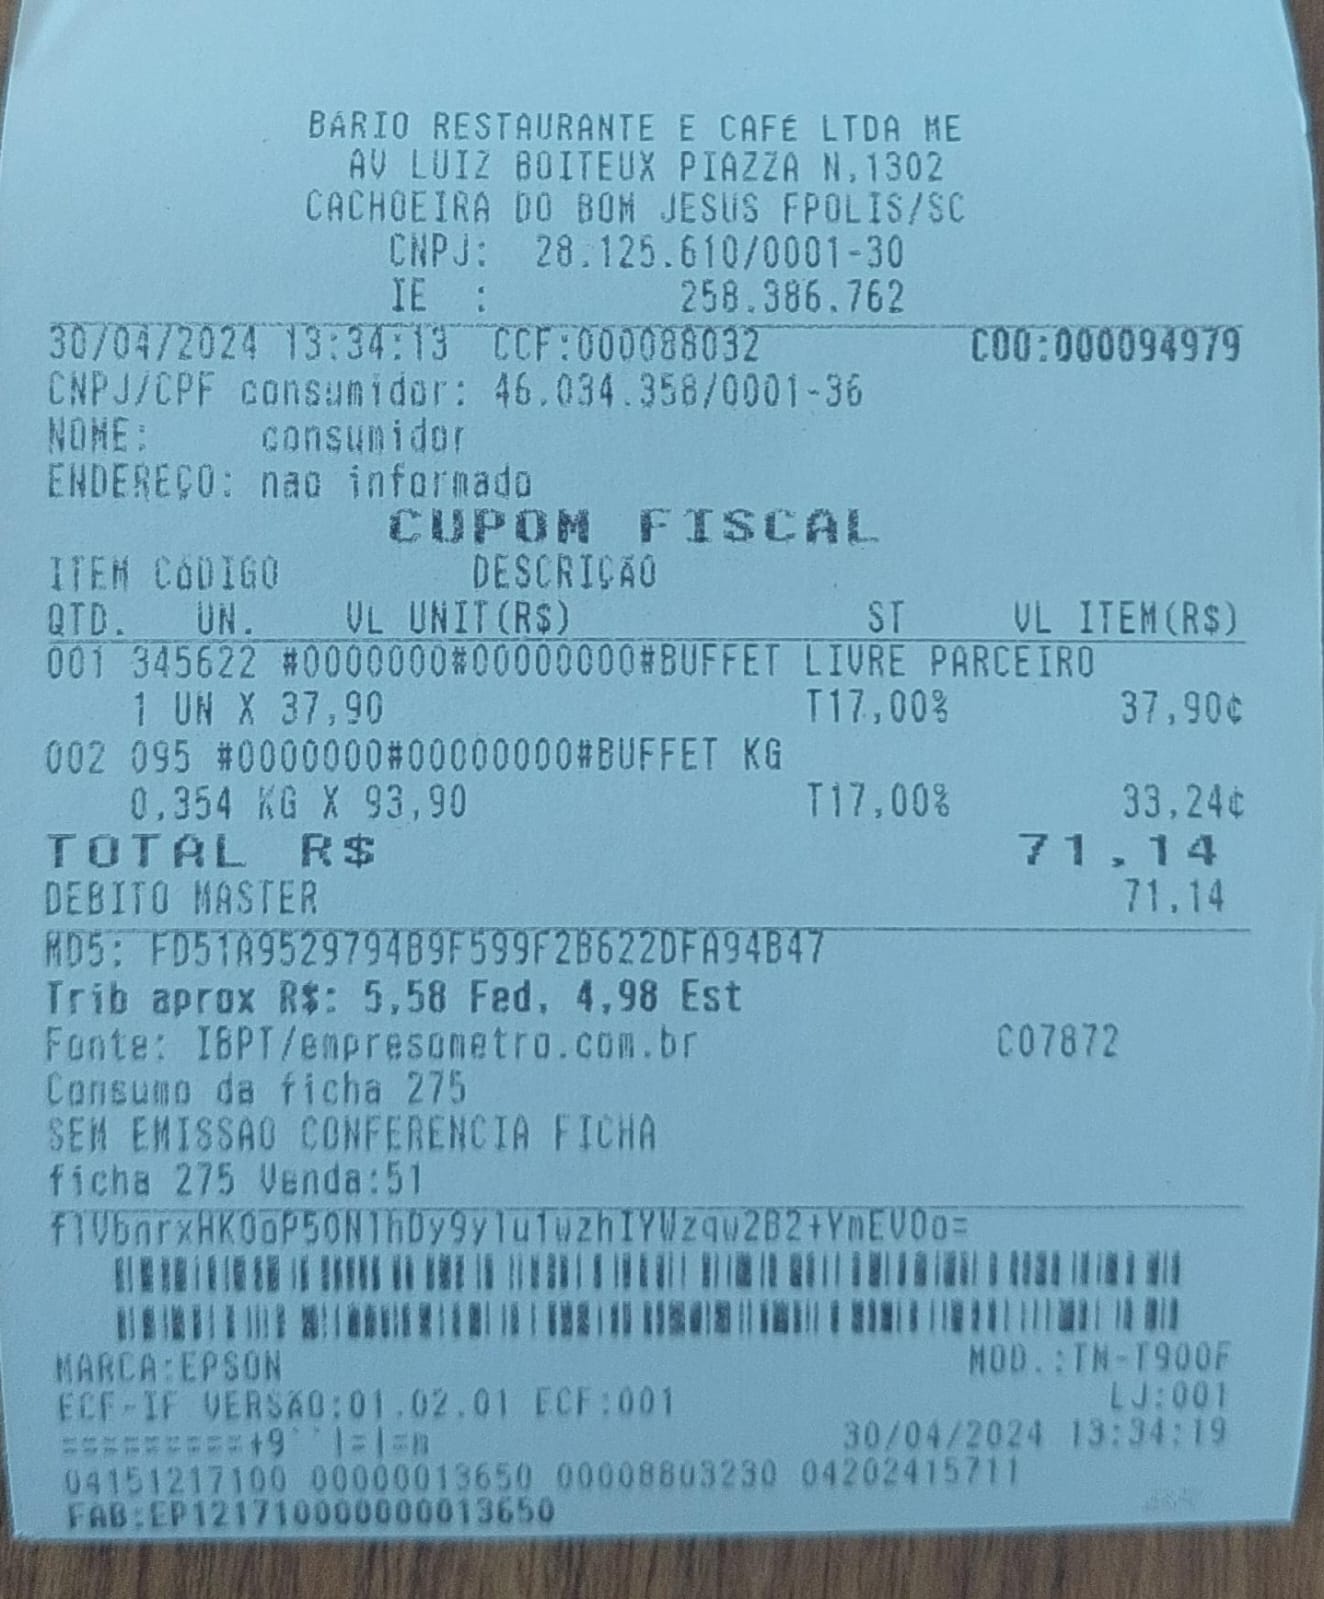 BÁRIO RESTAURANTE E CAFÉ LTDA ME
AV LUIZ BOITEUX PIAZZA N,1302
CACHOEIRA DO BOM JESUS FPOLIS/SC
CNPJ: 28.125.610/0001-30
IE : 258.386.762
30/04/2024 13:34:13 CCF:000088032 COO:000094979
CNPJ/CPF consumidor: 46.034.358/0001-36
NOME: consumidor
ENDEREÇO: nao informado
CUPOM FISCAL
ITEM CÓDIGO DESCRIÇÃO
QTD. UN. VL UNIT(R$) ST VL ITEM(R$)
001 345622 #0000000#00000000#BUFFET LIVRE PARCEIRO
1 UN X 37,90 T17,00% 37,90¢
002 095 #0000000#00000000#BUFFET KG
0,354 KG X 93,90 T17,00% 33,24¢
TOTAL R$ 71,14
DEBITO MASTER 71,14
MD5: FD51A9529794B9F599F2B622DFA94B47
Trib aprox R$: 5,58 Fed, 4,98 Est
Fonte: IBPT/empresometro.com.br C07872
Consumo da ficha 275
SEM EMISSAO CONFERENCIA FICHA
ficha 275 Venda:51
MARCA:EPSON MOD.:TM-T900F
ECF-IF VERSÃO:01.02.01 ECF:001 LJ:001
30/04/2024 13:34:19
04151217100 00000013650 00008803230 04202415711
FAB:EP121710000000013650